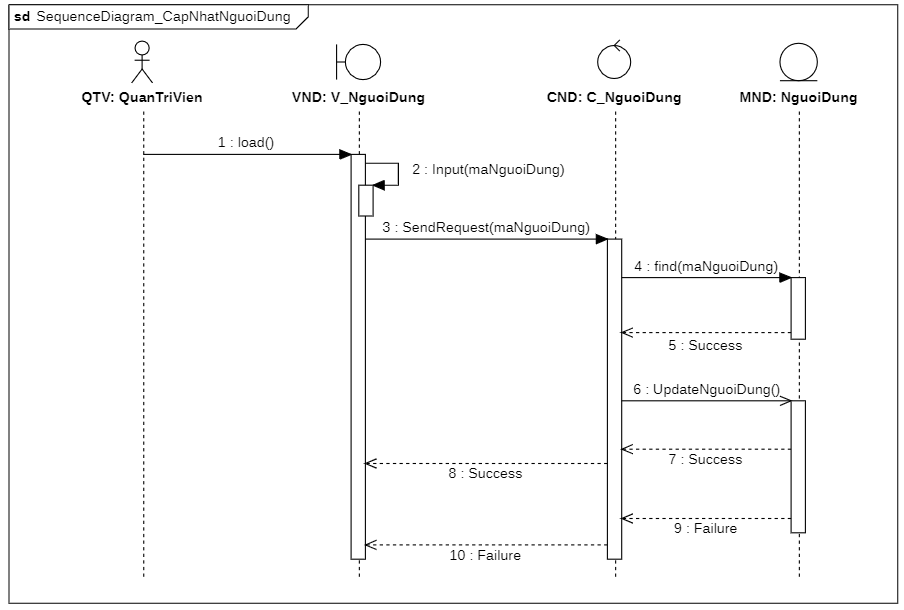 sd SequenceDiagram_CapNhatNguoiDung
QTV: QuanTriVien
VND: V_NguoiDung
CND: C_NguoiDung
MND: NguoiDung
1 : load()
2 : Input(maNguoiDung)
3 : SendRequest(maNguoiDung)
4 : find(maNguoiDung)
5 : Success
6 : UpdateNguoiDung()
7 : Success
8 : Success
9 : Failure
10 : Failure